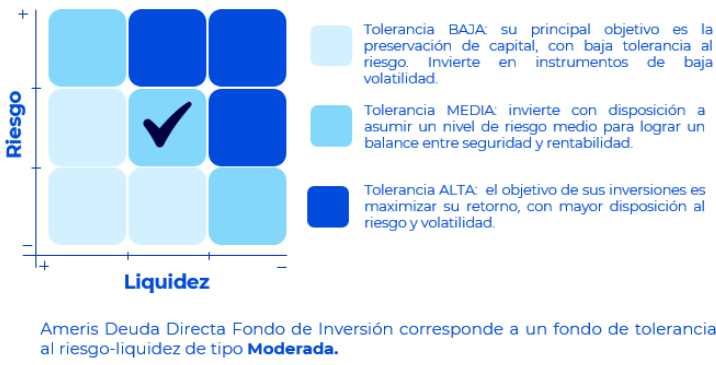 +
Riesgo
–
+
Liquidez
–
Tolerancia BAJA: su principal objetivo es la
preservación de capital, con baja tolerancia al
riesgo. Invierte en instrumentos de baja
volatilidad.
Tolerancia MEDIA: invierte con disposición a
asumir un nivel de riesgo medio para lograr un
balance entre seguridad y rentabilidad.
Tolerancia ALTA: el objetivo de sus inversiones es
maximizar su retorno, con mayor disposición al
riesgo y volatilidad.
Ameris Deuda Directa Fondo de Inversión corresponde a un fondo de tolerancia
al riesgo-liquidez de tipo Moderada.